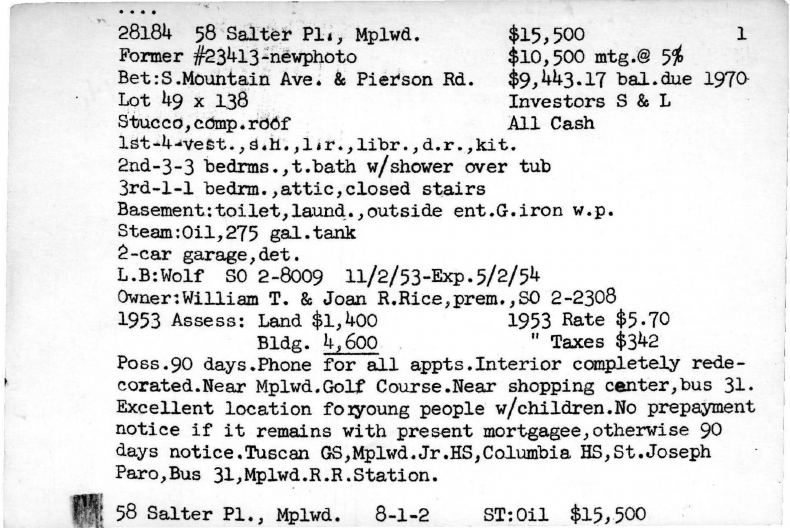 28184 58 Salter Pl., Mplwd. $15,500 1
Former #23413-newphoto $10,500 mtg.@ 5%
Bet:S.Mountain Ave. & Pierson Rd. $9,443.17 bal.due 1970
Lot 49 x 138 Investors S & L
Stucco,comp.roof All Cash
1st-4-vest.,s.h.,l.r.,libr.,d.r.,kit.
2nd-3-3 bedrms.,t.bath w/shower over tub
3rd-1-1 bedrm.,attic,closed stairs
Basement:toilet,laund.,outside ent.G.iron w.p.
Steam:Oil,275 gal.tank
2-car garage,det.
L.B:Wolf SO 2-8009 11/2/53-Exp.5/2/54
Owner:William T. & Joan R.Rice,prem.,SO 2-2308
1953 Assess: Land $1,400 1953 Rate $5.70
Bldg. 4,600 " Taxes $342
Poss.90 days.Phone for all appts.Interior completely rede-
corated.Near Mplwd.Golf Course.Near shopping center,bus 31.
Excellent location for young people w/children.No prepayment
notice if it remains with present mortgagee,otherwise 90
days notice.Tuscan GS,Mplwd.Jr.HS,Columbia HS,St.Joseph
Paro,Bus 31,Mplwd.R.R.Station.
58 Salter Pl., Mplwd. 8-1-2 ST:Oil $15,500